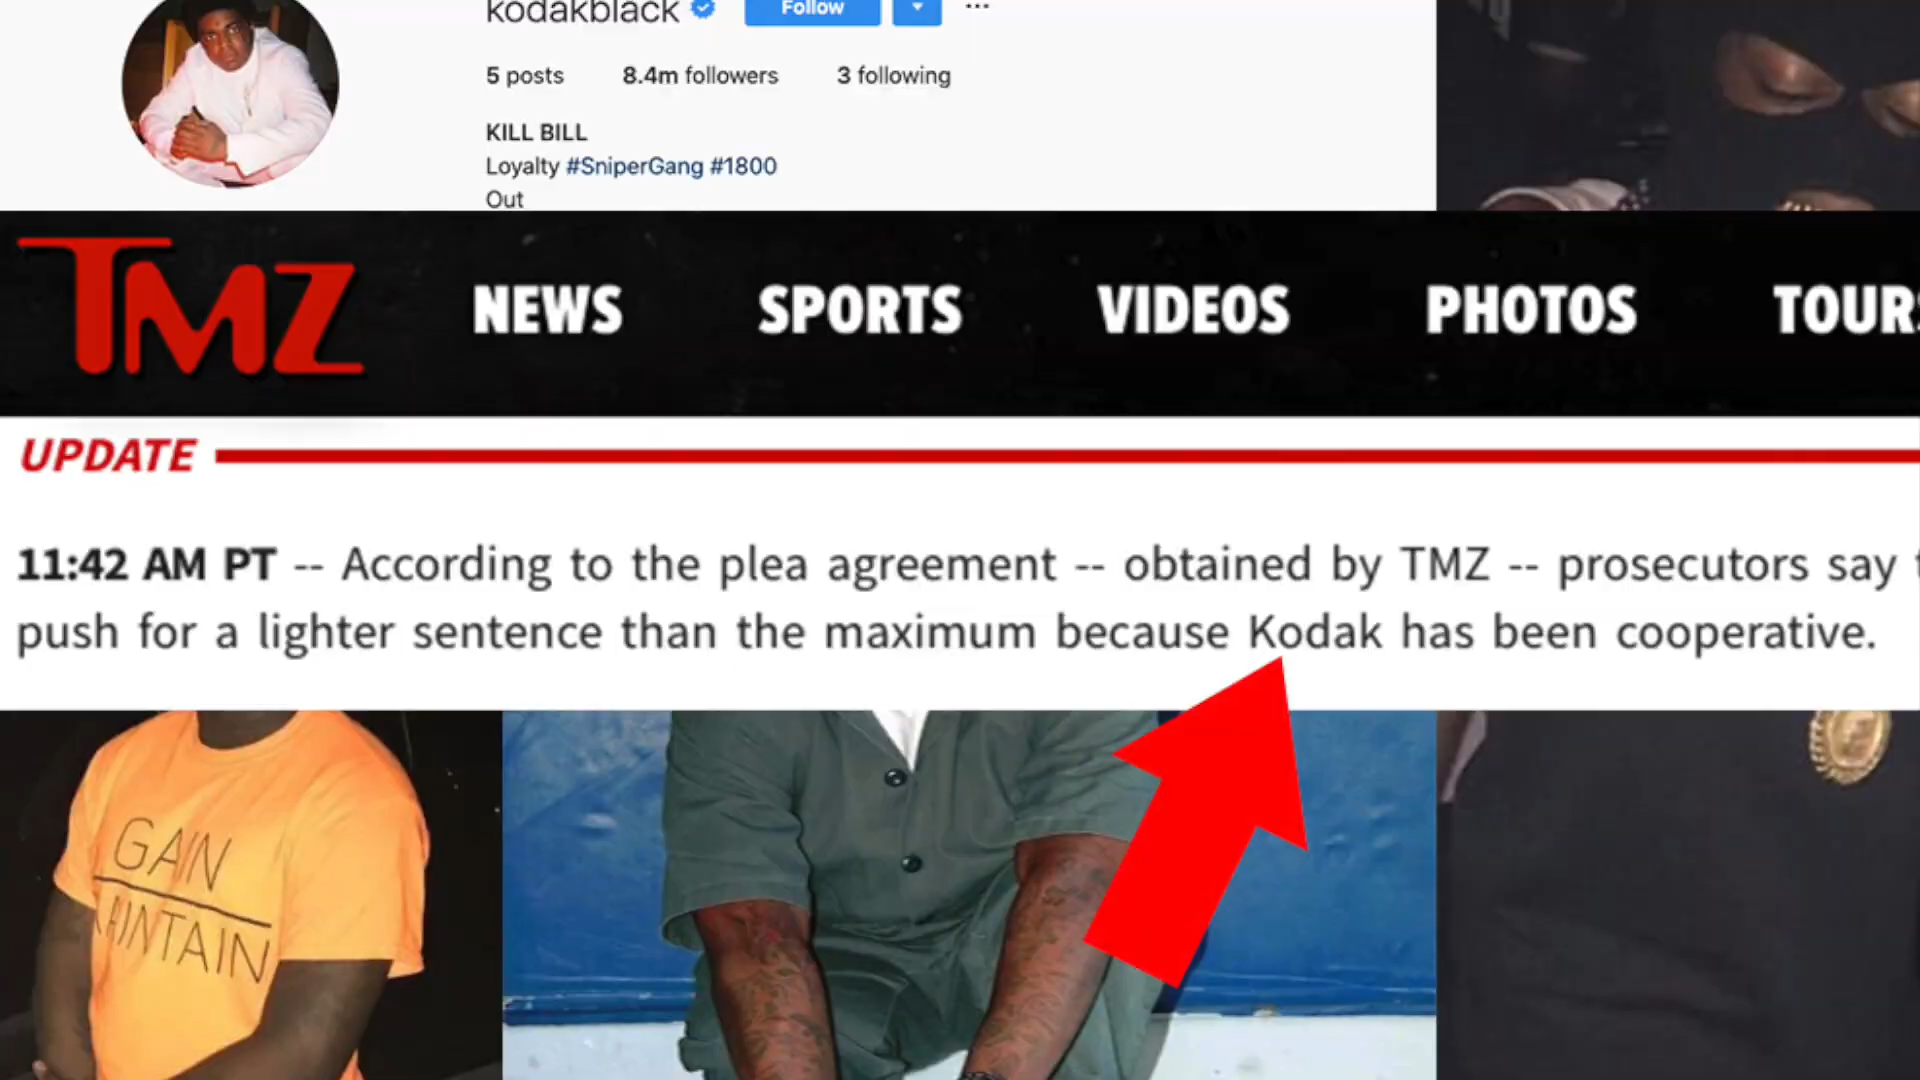 kodakblack
Follow
5 posts 8.4m followers 3 following
KILL BILL
Loyalty #SniperGang #1800
Out
TMZ
NEWS SPORTS VIDEOS PHOTOS TOURS
UPDATE
11:42 AM PT -- According to the plea agreement -- obtained by TMZ -- prosecutors say
push for a lighter sentence than the maximum because Kodak has been cooperative.
GAIN
AINTAIN